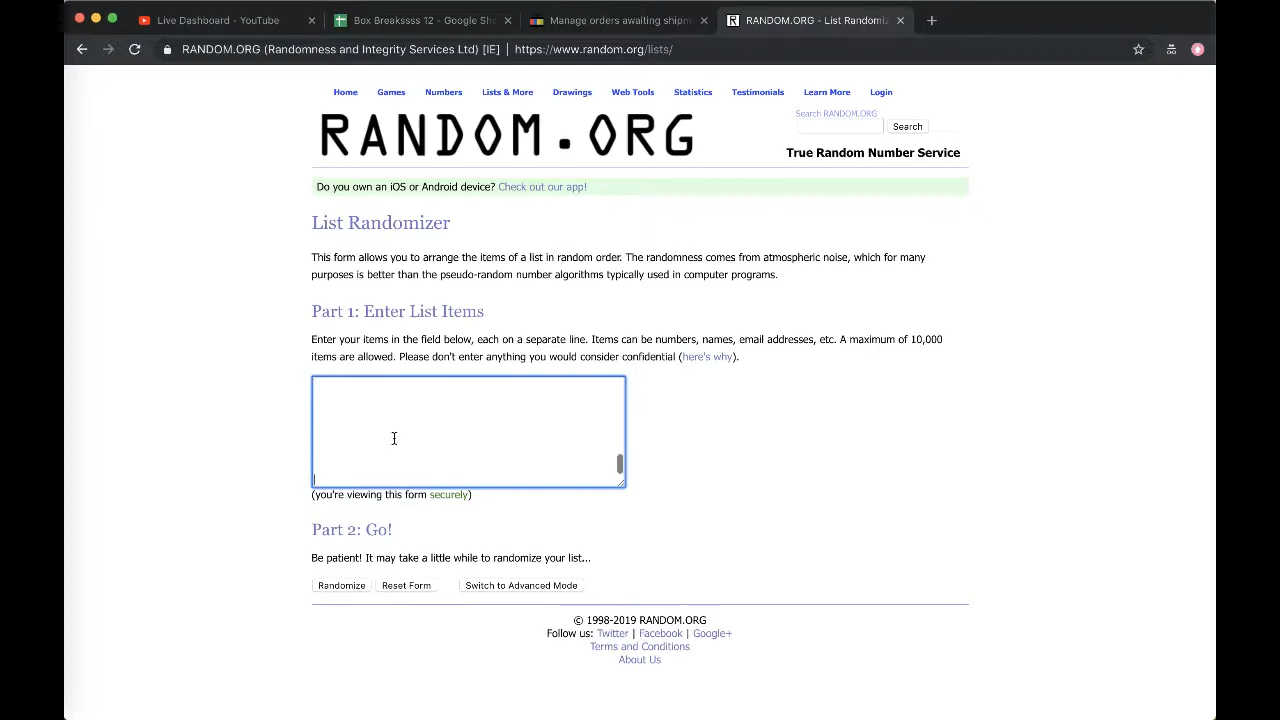 Live Dashboard - YouTube
Box Breakssss 12 - Google She
Manage orders awaiting shipm
RANDOM.ORG - List Randomiz
RANDOM.ORG (Randomness and Integrity Services Ltd) [IE] | https://www.random.org/lists/
Home Games Numbers Lists & More Drawings Web Tools Statistics Testimonials Learn More Login
RANDOM.ORG
Search RANDOM.ORG
Search
True Random Number Service
Do you own an iOS or Android device? Check out our app!
List Randomizer
This form allows you to arrange the items of a list in random order. The randomness comes from atmospheric noise, which for many
purposes is better than the pseudo-random number algorithms typically used in computer programs.
Part 1: Enter List Items
Enter your items in the field below, each on a separate line. Items can be numbers, names, email addresses, etc. A maximum of 10,000
items are allowed. Please don't enter anything you would consider confidential (here's why).
(you're viewing this form securely)
Part 2: Go!
Be patient! It may take a little while to randomize your list...
Randomize Reset Form Switch to Advanced Mode
© 1998-2019 RANDOM.ORG
Follow us: Twitter | Facebook | Google+
Terms and Conditions
About Us